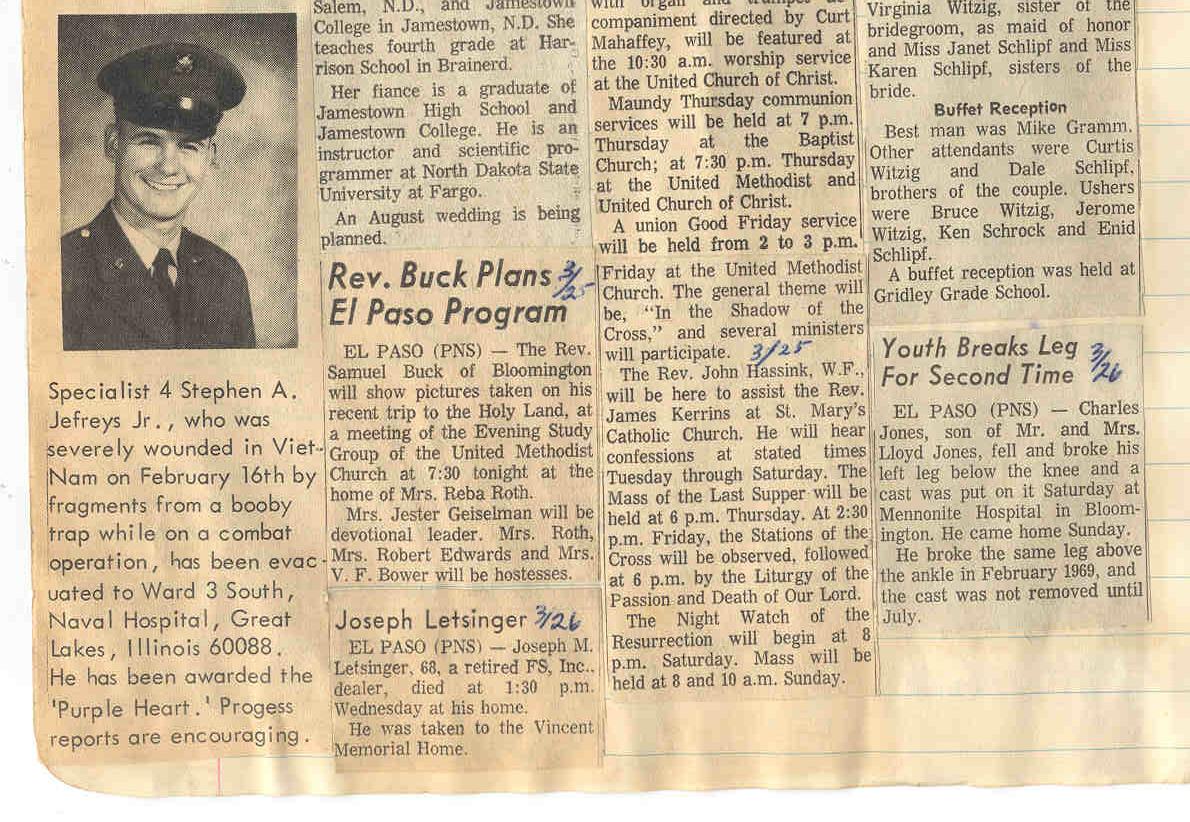 Specialist 4 Stephen A.
Jefreys Jr., who was
severely wounded in Viet-
Nam on February 16th by
fragments from a booby
trap while on a combat
operation, has been evac-
uated to Ward 3 South,
Naval Hospital, Great
Lakes, Illinois 60088.
He has been awarded the
'Purple Heart.' Progess
reports are encouraging.
Salem, N.D., and Jamestown
College in Jamestown, N.D. She
teaches fourth grade at Har-
rison School in Brainerd.
Her fiance is a graduate of
Jamestown High School and
Jamestown College. He is an
instructor and scientific pro-
grammer at North Dakota State
University at Fargo.
An August wedding is being
planned.
Rev. Buck Plans 3/25
El Paso Program
EL PASO (PNS) — The Rev.
Samuel Buck of Bloomington
will show pictures taken on his
recent trip to the Holy Land, at
a meeting of the Evening Study
Group of the United Methodist
Church at 7:30 tonight at the
home of Mrs. Reba Roth.
Mrs. Jester Geiselman will be
devotional leader. Mrs. Roth,
Mrs. Robert Edwards and Mrs.
V. F. Bower will be hostesses.
Joseph Letsinger 3/26
EL PASO (PNS) — Joseph M.
Letsinger, 68, a retired FS, Inc.,
dealer, died at 1:30 p.m.
Wednesday at his home.
He was taken to the Vincent
Memorial Home.
with organ and trumpet ac-
companiment directed by Curt
Mahaffey, will be featured at
the 10:30 a.m. worship service
at the United Church of Christ.
Maundy Thursday communion
services will be held at 7 p.m.
Thursday at the Baptist
Church; at 7:30 p.m. Thursday
at the United Methodist and
United Church of Christ.
A union Good Friday service
will be held from 2 to 3 p.m.
Friday at the United Methodist
Church. The general theme will
be, "In the Shadow of the
Cross," and several ministers
will participate. 3/25
The Rev. John Hassink, W.F.,
will be here to assist the Rev.
James Kerrins at St. Mary's
Catholic Church. He will hear
confessions at stated times
Tuesday through Saturday. The
Mass of the Last Supper will be
held at 6 p.m. Thursday. At 2:30
p.m. Friday, the Stations of the
Cross will be observed, followed
at 6 p.m. by the Liturgy of the
Passion and Death of Our Lord.
The Night Watch of the
Resurrection will begin at 8
p.m. Saturday. Mass will be
held at 8 and 10 a.m. Sunday.
Virginia Witzig, sister of the
bridegroom, as maid of honor
and Miss Janet Schlipf and Miss
Karen Schlipf, sisters of the
bride.
Buffet Reception
Best man was Mike Gramm.
Other attendants were Curtis
Witzig and Dale Schlipf,
brothers of the couple. Ushers
were Bruce Witzig, Jerome
Witzig, Ken Schrock and Enid
Schlipf.
A buffet reception was held at
Gridley Grade School.
Youth Breaks Leg 3/26
For Second Time
EL PASO (PNS) — Charles
Jones, son of Mr. and Mrs.
Lloyd Jones, fell and broke his
left leg below the knee and a
cast was put on it Saturday at
Mennonite Hospital in Bloom-
ington. He came home Sunday.
He broke the same leg above
the ankle in February 1969, and
the cast was not removed until
July.